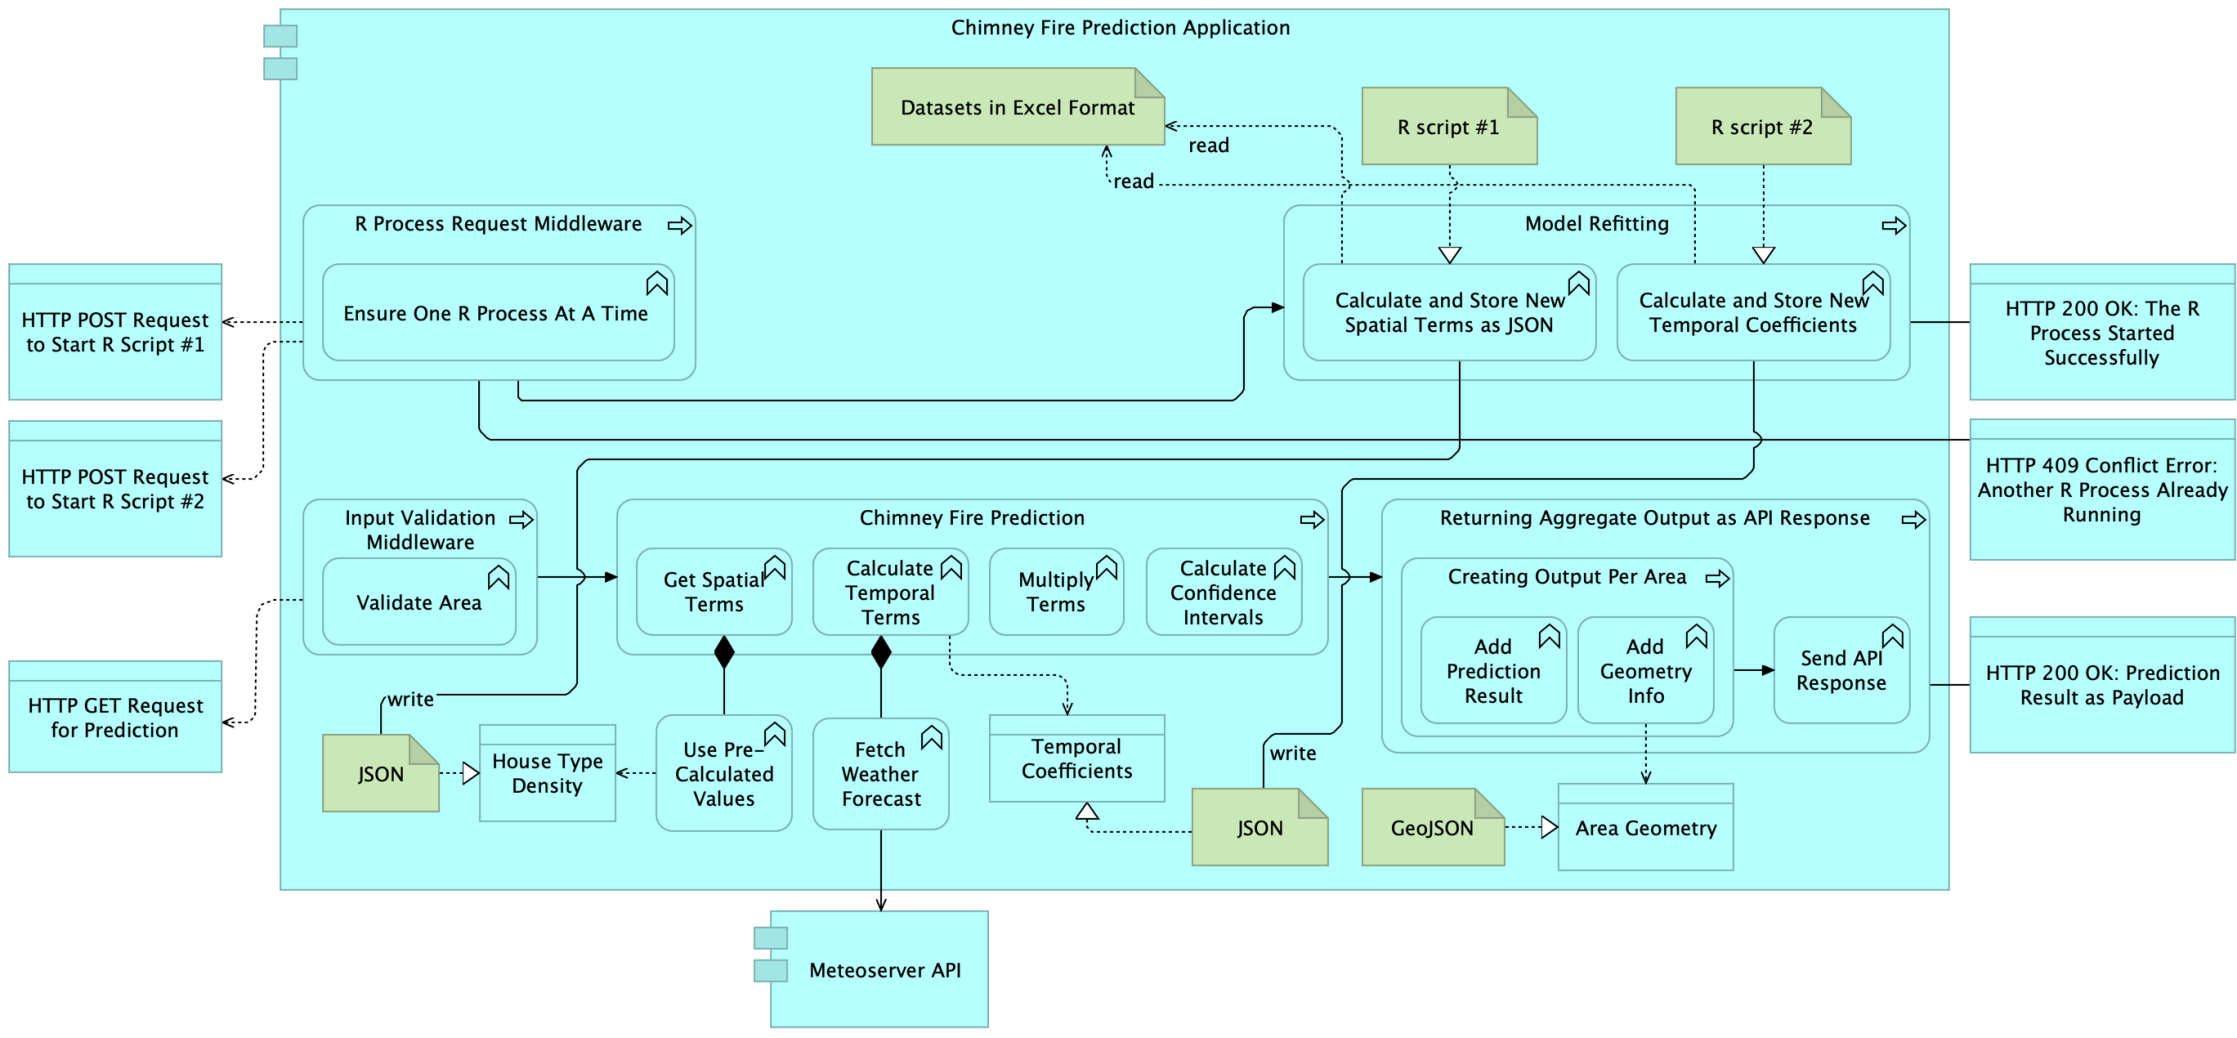 Chimney Fire Prediction Application
Datasets in Excel Format
R script #1
R script #2
read
read
R Process Request Middleware
Ensure One R Process At A Time
Model Refitting
Calculate and Store New
Spatial Terms as JSON
Calculate and Store New
Temporal Coefficients
HTTP POST Request
to Start R Script #1
HTTP 200 OK: The R
Process Started
Successfully
HTTP POST Request
to Start R Script #2
HTTP 409 Conflict Error:
Another R Process Already
Running
Input Validation
Middleware
Validate Area
Chimney Fire Prediction
Get Spatial
Terms
Calculate
Temporal
Terms
Multiply
Terms
Calculate
Confidence
Intervals
Returning Aggregate Output as API Response
Creating Output Per Area
Add
Prediction
Result
Add
Geometry
Info
Send API
Response
HTTP GET Request
for Prediction
HTTP 200 OK: Prediction
Result as Payload
write
JSON
House Type
Density
Use Pre-
Calculated
Values
Fetch
Weather
Forecast
Temporal
Coefficients
write
JSON
GeoJSON
Area Geometry
Meteoserver API